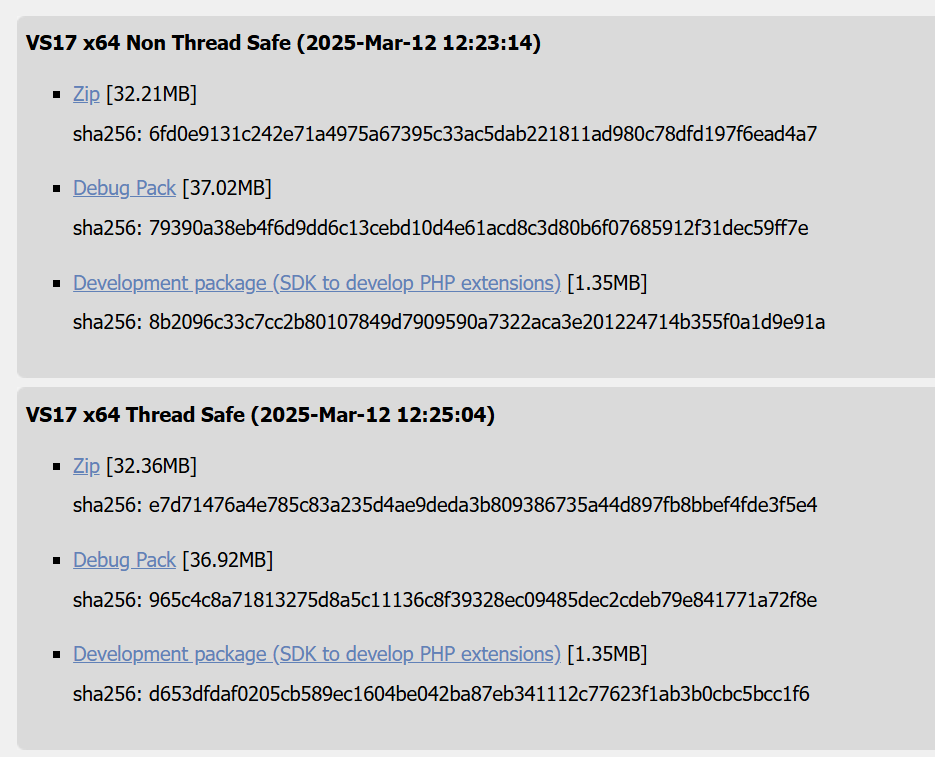 VS17 x64 Non Thread Safe (2025-Mar-12 12:23:14)
Zip [32.21MB]
sha256: 6fd0e9131c242e71a4975a67395c33ac5dab221811ad980c78dfd197f6ead4a7
Debug Pack [37.02MB]
sha256: 79390a38eb4f6d9dd6c13cebd10d4e61acd8c3d80b6f07685912f31dec59ff7e
Development package (SDK to develop PHP extensions) [1.35MB]
sha256: 8b2096c33c7cc2b80107849d7909590a7322aca3e201224714b355f0a1d9e91a
VS17 x64 Thread Safe (2025-Mar-12 12:25:04)
Zip [32.36MB]
sha256: e7d71476a4e785c83a235d4ae9deda3b809386735a44d897fb8bbef4fde3f5e4
Debug Pack [36.92MB]
sha256: 965c4c8a71813275d8a5c11136c8f39328ec09485dec2cdeb79e841771a72f8e
Development package (SDK to develop PHP extensions) [1.35MB]
sha256: d653dfdaf0205cb589ec1604be042ba87eb341112c77623f1ab3b0cbc5bcc1f6